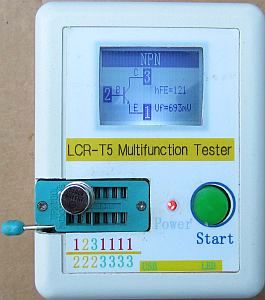 NPN
C 3
B
2 hFE=121
E 1 Vf=693mV
LCR-T5 Multifunction Tester
Power
Start
1231111
2223333
USB LED